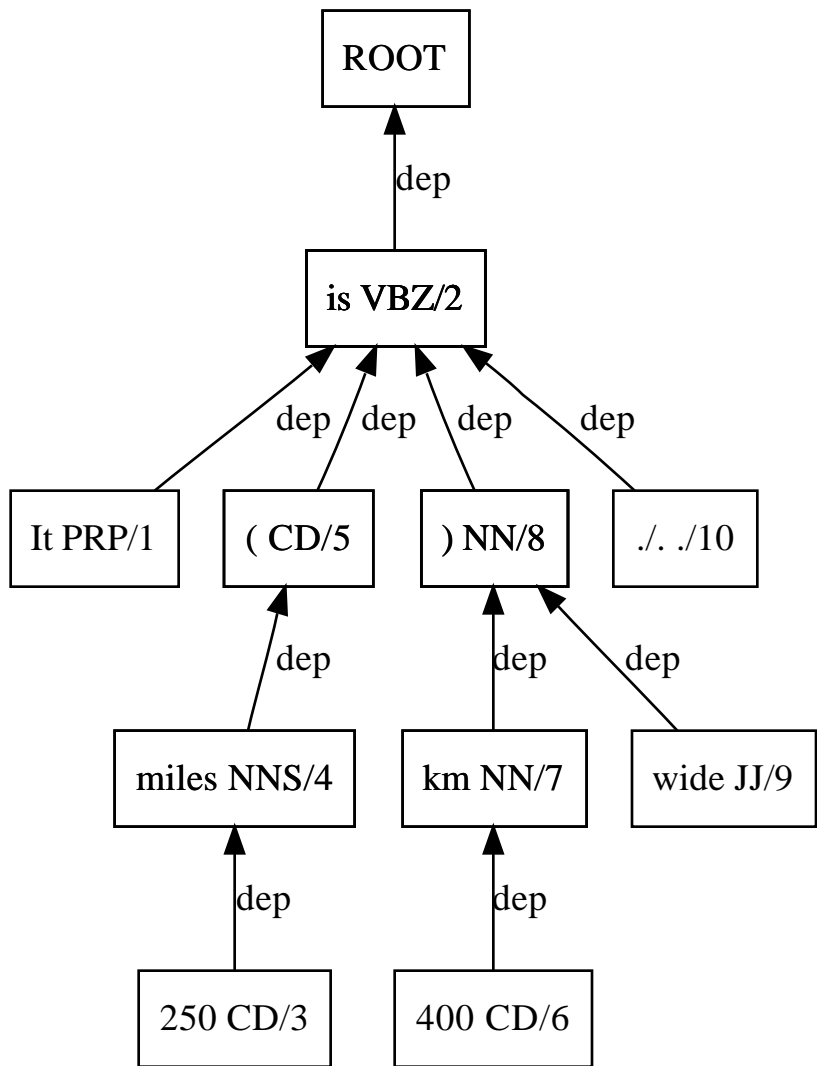 ROOT
dep
is VBZ/2
dep dep dep dep
It PRP/1 ( CD/5 ) NN/8 ./. ./10
dep dep dep
miles NNS/4 km NN/7 wide JJ/9
dep dep
250 CD/3 400 CD/6